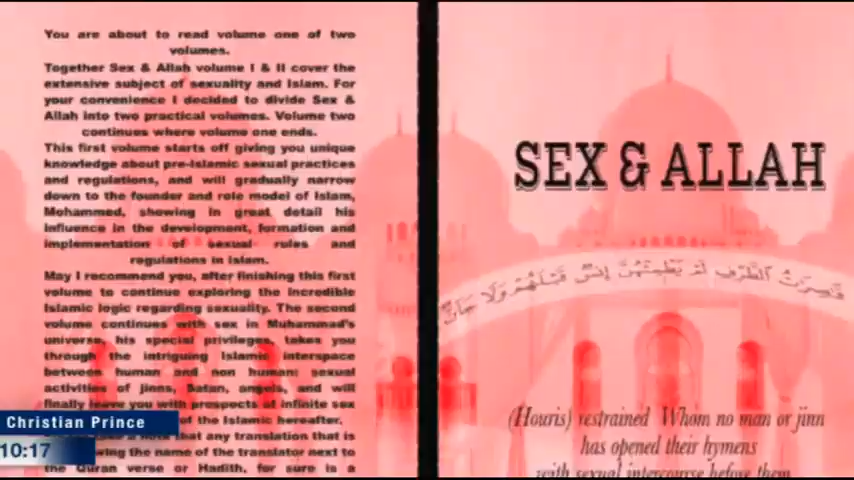 You are about to read volume one of two
volumes.
Together Sex & Allah volume I & II cover the
extensive subject of sexuality and Islam. For
your convenience I decided to divide Sex &
Allah into two practical volumes. Volume two
continues where volume one ends.
This first volume starts off giving you unique
knowledge about pre-Islamic sexual practices
and regulations, and will gradually narrow
down to the founder and role model of Islam,
Mohammed, showing in great detail his
influence in the development, formation and
implementation of sexual rules and
regulations in Islam.
May I recommend you, after finishing this first
volume to continue exploring the incredible
Islamic logic regarding sexuality. The second
volume continues with sex in Muhammad's
universe, his special privileges, takes you
through the intriguing Islamic interspace
between human and non human: sexual
activities of jinns, Satan, angels, and will
finally leave you with prospects of infinite sex
of the Islamic hereafter.
that any translation that is
the name of the translator next to
the Quran verse or Hadith, for sure is a
SEX & ALLAH
قَصِرَتُ الطَّرْفِ لَمْ يَطْمِثْهُنَّ إِنسٌ قَبْلَهُمْ وَلَا جَانٌّ
(Houris) restrained Whom no man or jinn
has opened their hymens
with sexual intercourse before them
Christian Prince
10:17